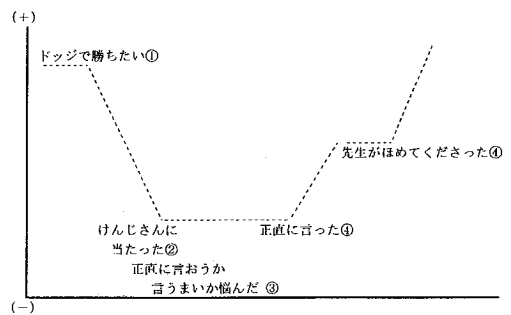 (+)
ドッジで勝ちたい①
先生がほめてくださった④
けんじさんに
当たった②
正直に言った④
正直に言おうか
言うまいか悩んだ ③
(−)